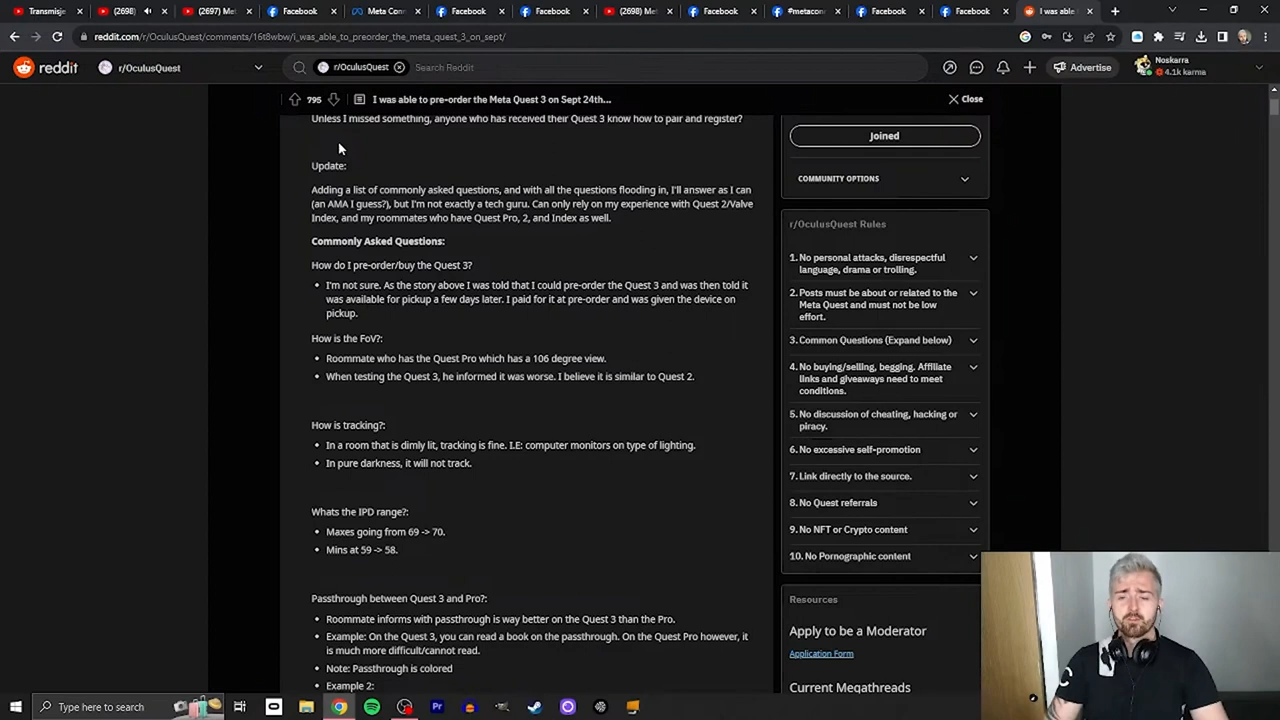 Transmisje
(2698)
(2697) Met
Facebook
Meta Conn
Facebook
Facebook
(2698) Met
Facebook
#metacon
Facebook
Facebook
I was able
reddit.com/r/OculusQuest/comments/16t8wbw/i_was_able_to_preorder_the_meta_quest_3_on_sept/
reddit
r/OculusQuest
r/OculusQuest
Search Reddit
Advertise
Noskarra
4.1k karma
795
I was able to pre-order the Meta Quest 3 on Sept 24th...
Close
Unless I missed something, anyone who has received their Quest 3 know how to pair and register?
Update:
Adding a list of commonly asked questions, and with all the questions flooding in, I'll answer as I can
(an AMA I guess?), but I'm not exactly a tech guru. Can only rely on my experience with Quest 2/Valve
Index, and my roommates who have Quest Pro, 2, and Index as well.
Commonly Asked Questions:
How do I pre-order/buy the Quest 3?
• I'm not sure. As the story above I was told that I could pre-order the Quest 3 and was then told it
was available for pickup a few days later. I paid for it at pre-order and was given the device on
pickup.
How is the FoV?:
• Roommate who has the Quest Pro which has a 106 degree view.
• When testing the Quest 3, he informed it was worse. I believe it is similar to Quest 2.
How is tracking?:
• In a room that is dimly lit, tracking is fine. I.E: computer monitors on type of lighting.
• In pure darkness, it will not track.
Whats the IPD range?:
• Maxes going from 69 -> 70.
• Mins at 59 -> 58.
Passthrough between Quest 3 and Pro?:
• Roommate informs with passthrough is way better on the Quest 3 than the Pro.
• Example: On the Quest 3, you can read a book on the passthrough. On the Quest Pro however, it
is much more difficult/cannot read.
• Note: Passthrough is colored
• Example 2:
Joined
COMMUNITY OPTIONS
r/OculusQuest Rules
1. No personal attacks, disrespectful
language, drama or trolling.
2. Posts must be about or related to the
Meta Quest and must not be low
effort.
3. Common Questions (Expand below)
4. No buying/selling, begging. Affiliate
links and giveaways need to meet
conditions.
5. No discussion of cheating, hacking or
piracy.
6. No excessive self-promotion
7. Link directly to the source.
8. No Quest referrals
9. No NFT or Crypto content
10. No Pornographic content
Resources
Apply to be a Moderator
Application Form
Current Megathreads
Type here to search
Pr